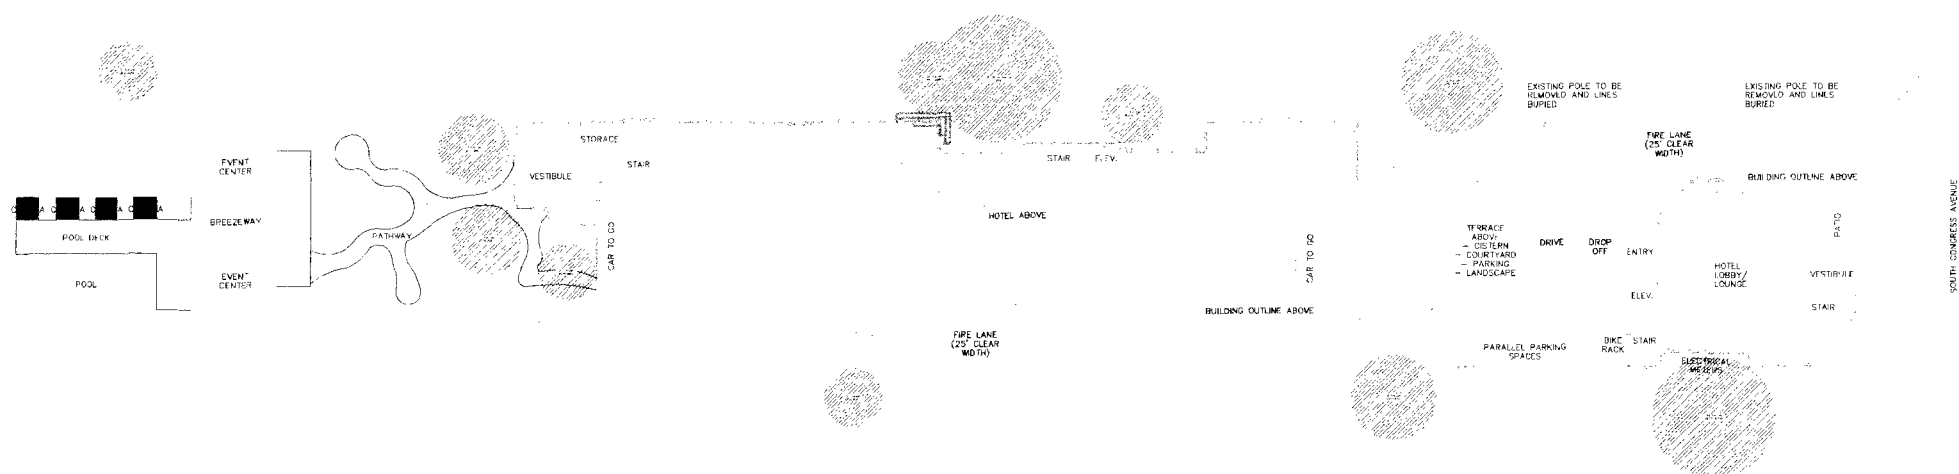 EVENT
CENTER
BREEZEWAY
POOL DECK
POOL
EVENT
CENTER
PATHWAY
STORAGE
STAIR
VESTIBULE
CAR TO GO
STAIR
ELEV.
HOTEL ABOVE
FIRE LANE
(25' CLEAR
WIDTH)
CAR TO GO
BUILDING OUTLINE ABOVE
EXISTING POLE TO BE
REMOVED AND LINES
BURIED
EXISTING POLE TO BE
REMOVED AND LINES
BURIED
FIRE LANE
(25' CLEAR
WIDTH)
BUILDING OUTLINE ABOVE
TERRACE
ABOVE
- CISTERN
- COURTYARD
- PARKING
- LANDSCAPE
DRIVE
DROP
OFF
ENTRY
PATIO
HOTEL
LOBBY/
LOUNGE
VESTIBULE
ELEV.
STAIR
PARALLEL PARKING
SPACES
BIKE
RACK
STAIR
ELECTRICAL
METERS
SOUTH CONGRESS AVENUE